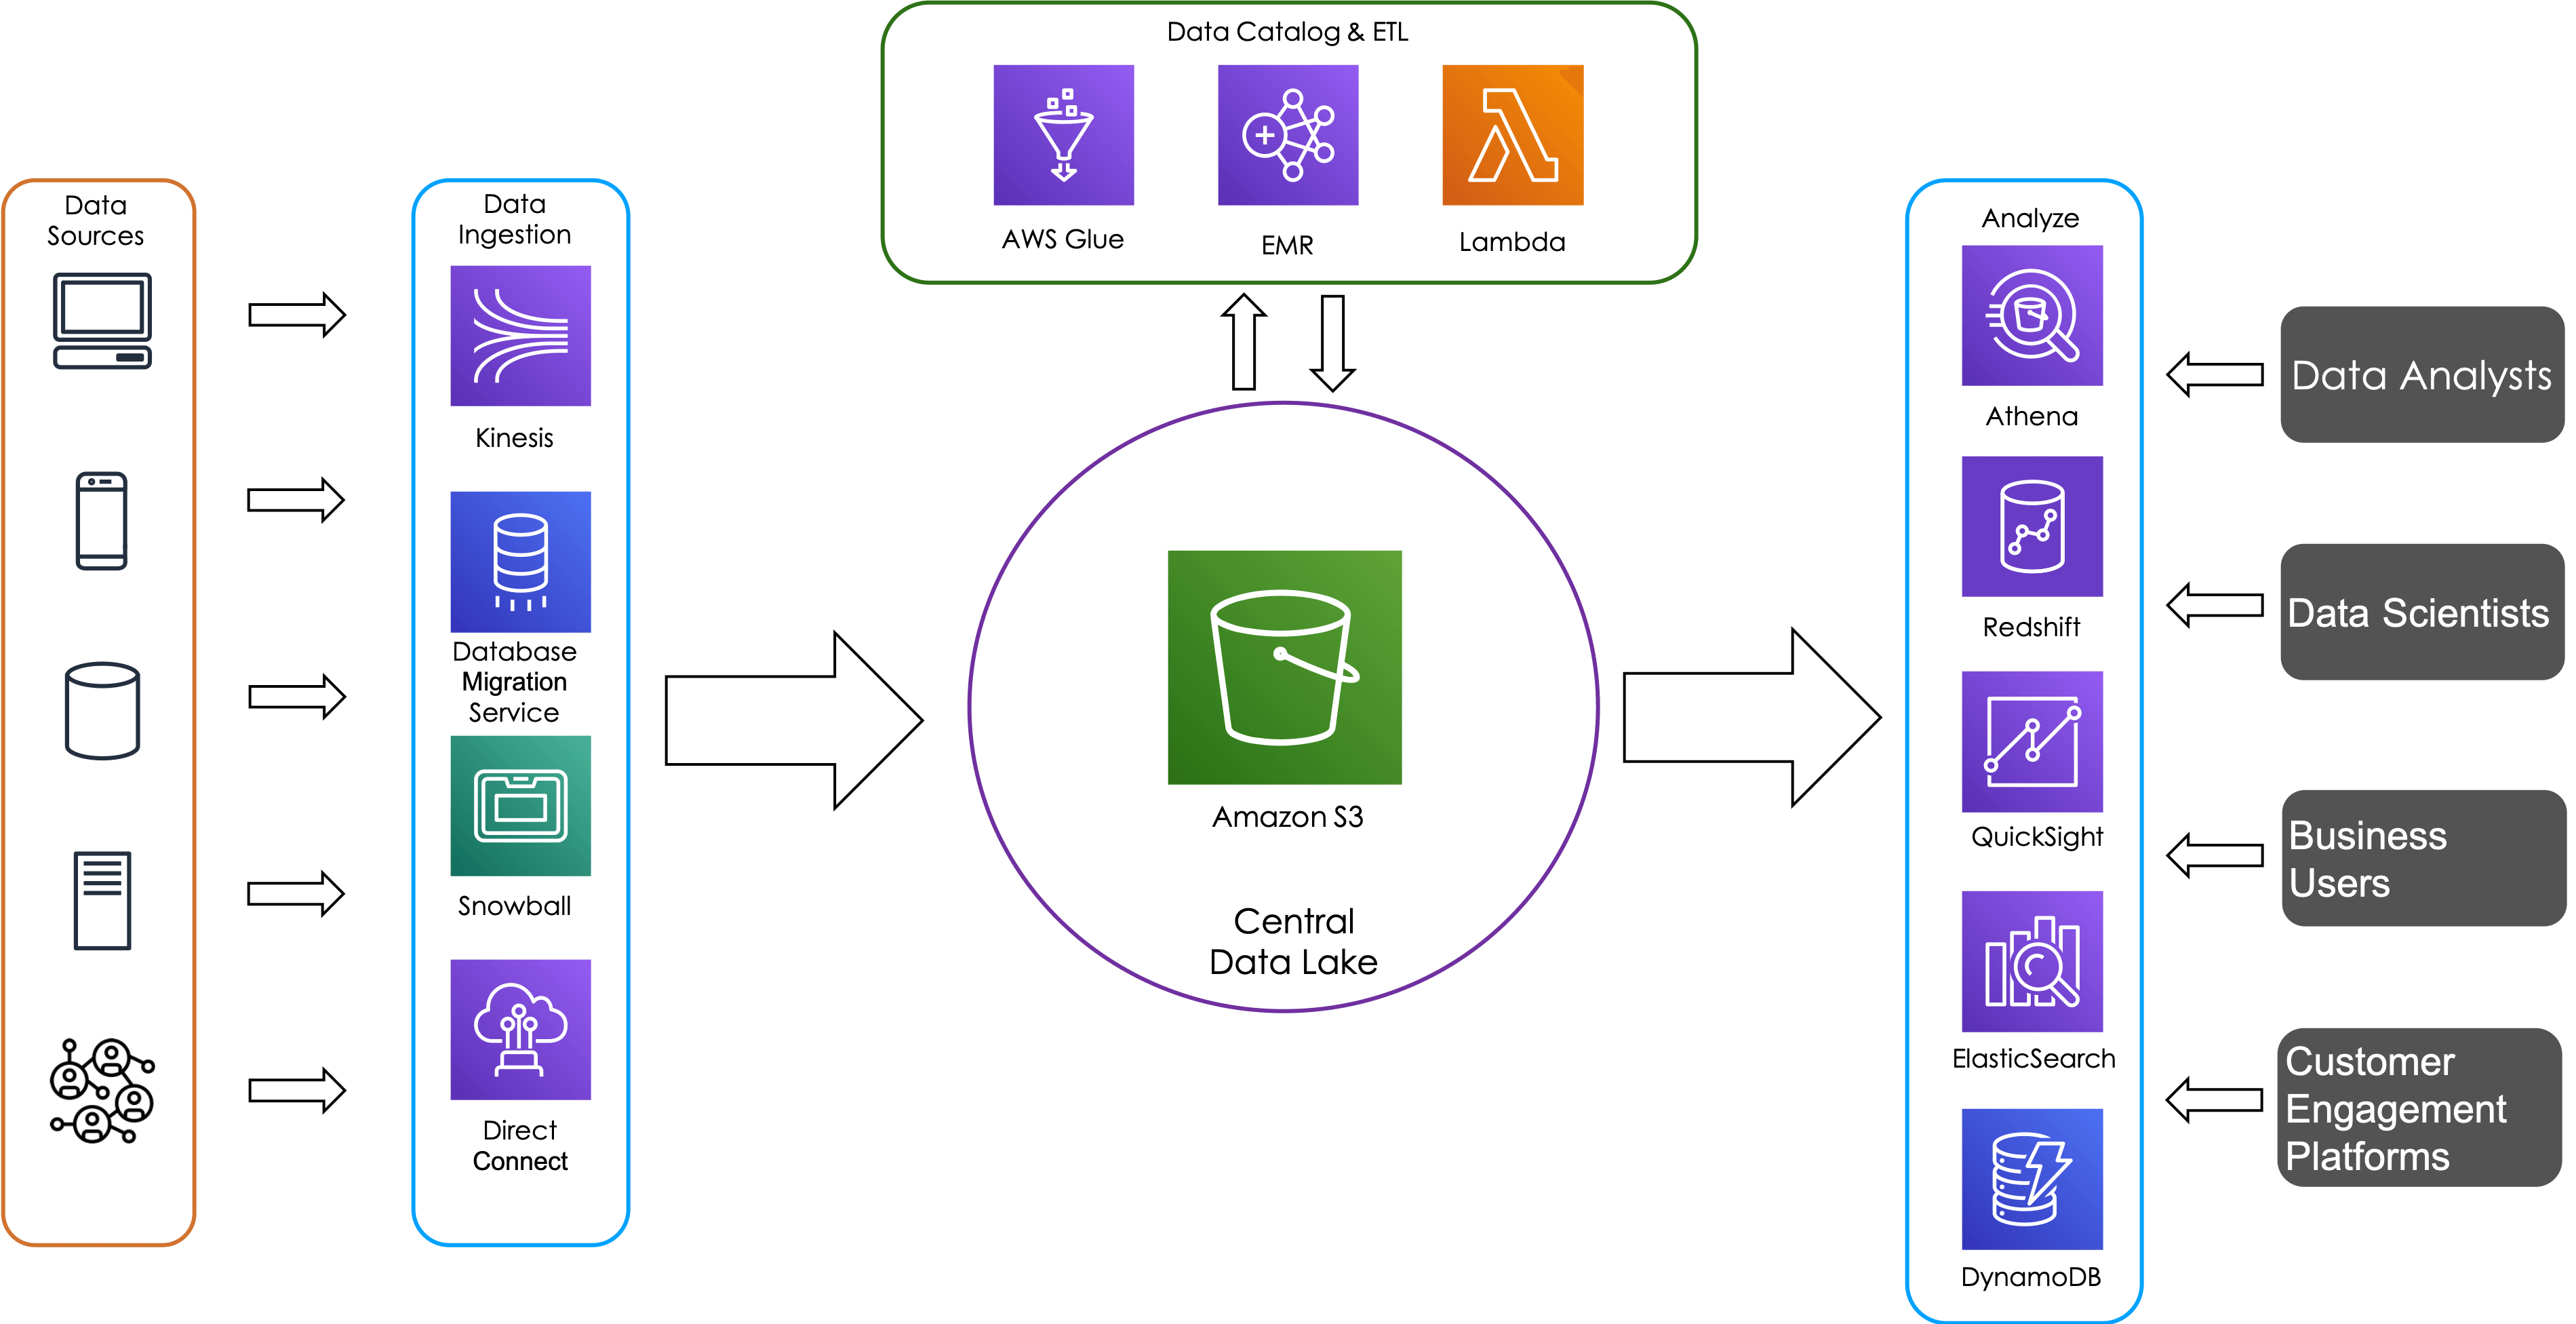 Data Catalog & ETL
AWS Glue
EMR
Lambda
Data
Sources
Data
Ingestion
Kinesis
Database
Migration
Service
Snowball
Direct
Connect
Amazon S3
Central
Data Lake
Analyze
Athena
Redshift
QuickSight
ElasticSearch
DynamoDB
Data Analysts
Data Scientists
Business
Users
Customer
Engagement
Platforms